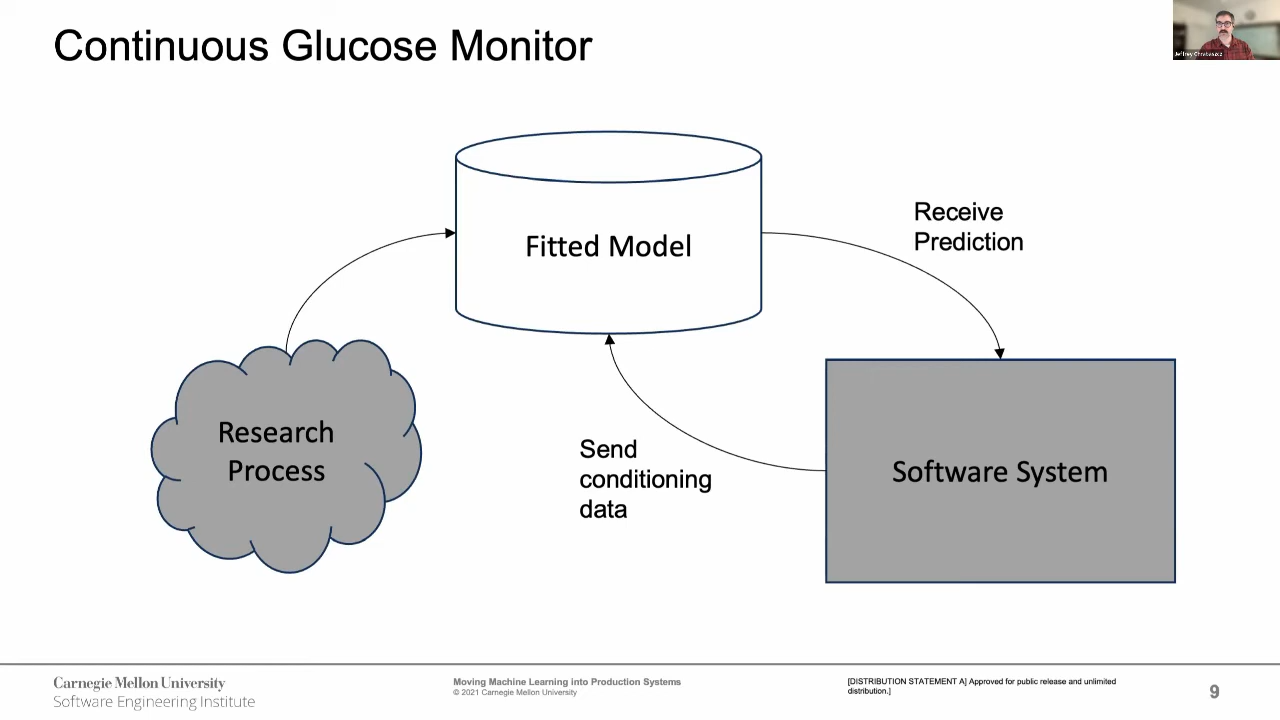 Continuous Glucose Monitor
Fitted Model
Receive
Prediction
Research
Process
Send
conditioning
data
Software System
Carnegie Mellon University
Software Engineering Institute
Moving Machine Learning into Production Systems
© 2021 Carnegie Mellon University
[DISTRIBUTION STATEMENT A] Approved for public release and unlimited
distribution.]
9